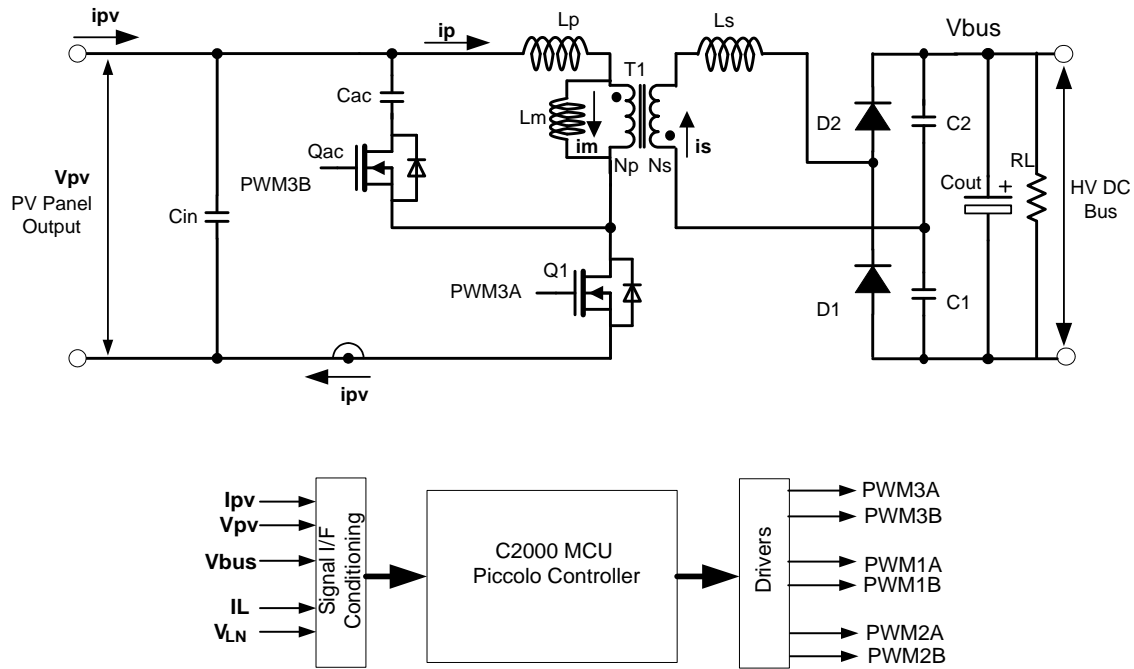 ipv
ip
Lp
Ls
Vbus
T1
Cac
Lm
im
is
D2
C2
Qac
Np
Ns
PWM3B
Vpv
PV Panel
Output
Cin
Cout
+
RL
HV DC
Bus
Q1
PWM3A
D1
C1
ipv
Ipv
Vpv
Vbus
IL
VLN
Signal I/F
Conditioning
C2000 MCU
Piccolo Controller
Drivers
PWM3A
PWM3B
PWM1A
PWM1B
PWM2A
PWM2B